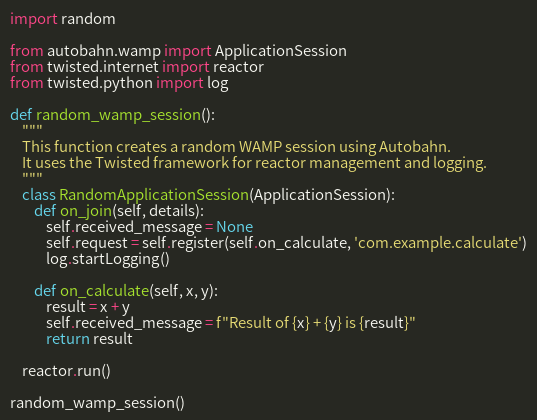 import random

from autobahn.wamp import ApplicationSession
from twisted.internet import reactor
from twisted.python import log

def random_wamp_session():
    """
    This function creates a random WAMP session using Autobahn.
    It uses the Twisted framework for reactor management and logging.
    """
    class RandomApplicationSession(ApplicationSession):
        def on_join(self, details):
            self.received_message = None
            self.request = self.register(self.on_calculate, 'com.example.calculate')
            log.startLogging()

        def on_calculate(self, x, y):
            result = x + y
            self.received_message = f"Result of {x} + {y} is {result}"
            return result

    reactor.run()

random_wamp_session()